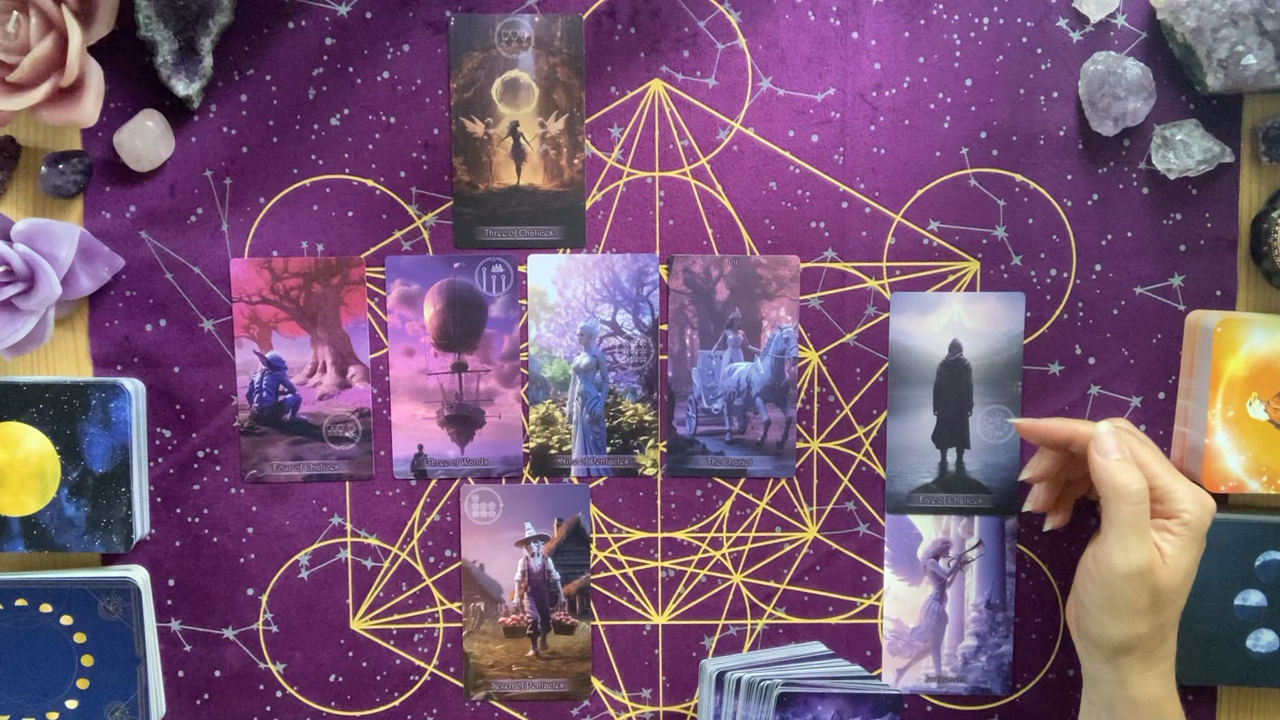 Three of Chalices
Four of Chalices
Three of Wands
Nine of Pentacles
VII
The Chariot
Five of Chalices
Seven of Pentacles
Judgement